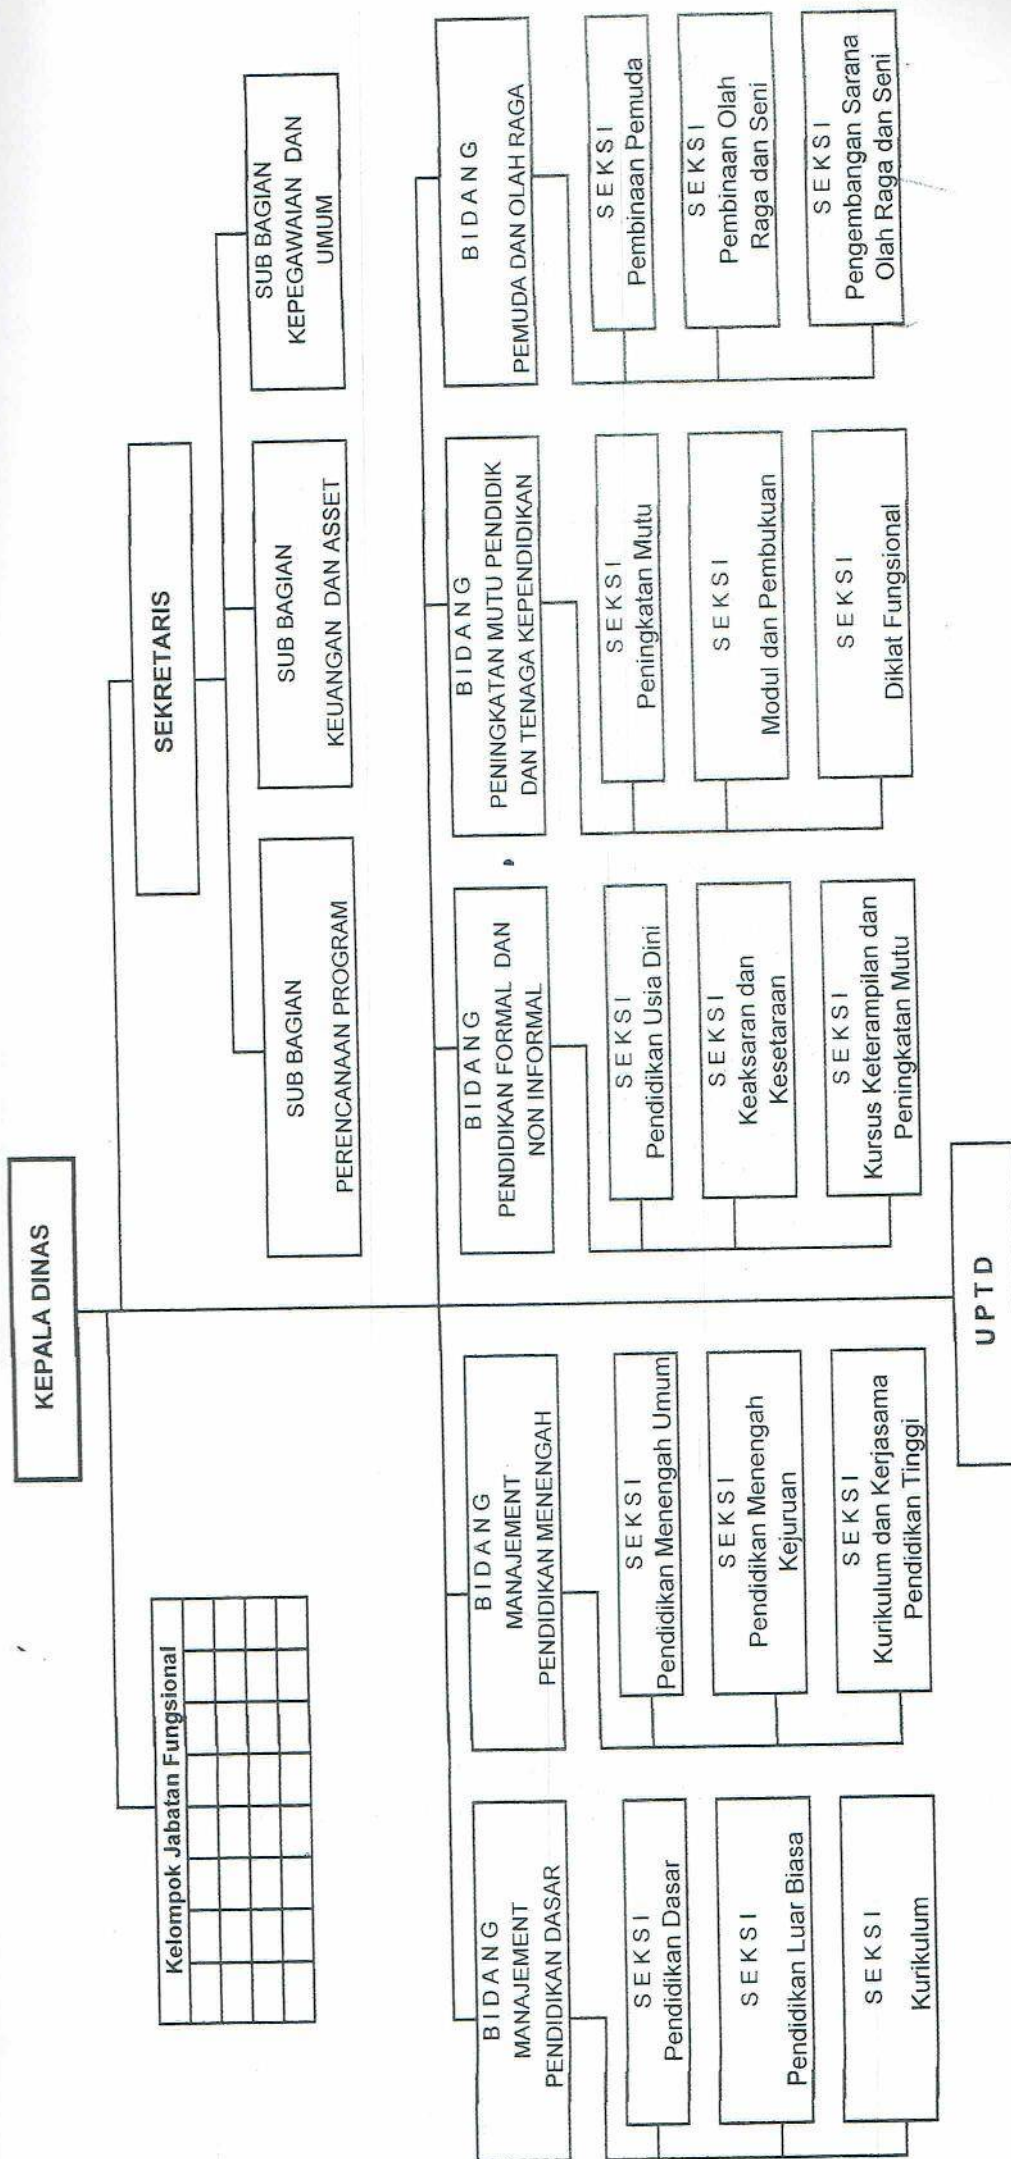 KEPALA DINAS
Kelompok Jabatan Fungsional
SEKRETARIS
SUB BAGIAN
PERENCANAAN PROGRAM
SUB BAGIAN
KEUANGAN DAN ASSET
SUB BAGIAN
KEPEGAWAIAN DAN
UMUM
B I D A N G
MANAJEMENT
PENDIDIKAN DASAR
S E K S I
Pendidikan Dasar
S E K S I
Pendidikan Luar Biasa
S E K S I
Kurikulum
B I D A N G
MANAJEMENT
PENDIDIKAN MENENGAH
S E K S I
Pendidikan Menengah Umum
S E K S I
Pendidikan Menengah
Kejuruan
S E K S I
Kurikulum dan Kerjasama
Pendidikan Tinggi
B I D A N G
PENDIDIKAN FORMAL DAN
NON INFORMAL
S E K S I
Pendidikan Usia Dini
S E K S I
Keaksaran dan
Kesetaraan
S E K S I
Kursus Keterampilan dan
Peningkatan Mutu
B I D A N G
PENINGKATAN MUTU PENDIDIK
DAN TENAGA KEPENDIDIKAN
S E K S I
Peningkatan Mutu
S E K S I
Modul dan Pembukuan
S E K S I
Diklat Fungsional
B I D A N G
PEMUDA DAN OLAH RAGA
S E K S I
Pembinaan Pemuda
S E K S I
Pembinaan Olah
Raga dan Seni
S E K S I
Pengembangan Sarana
Olah Raga dan Seni
U P T D